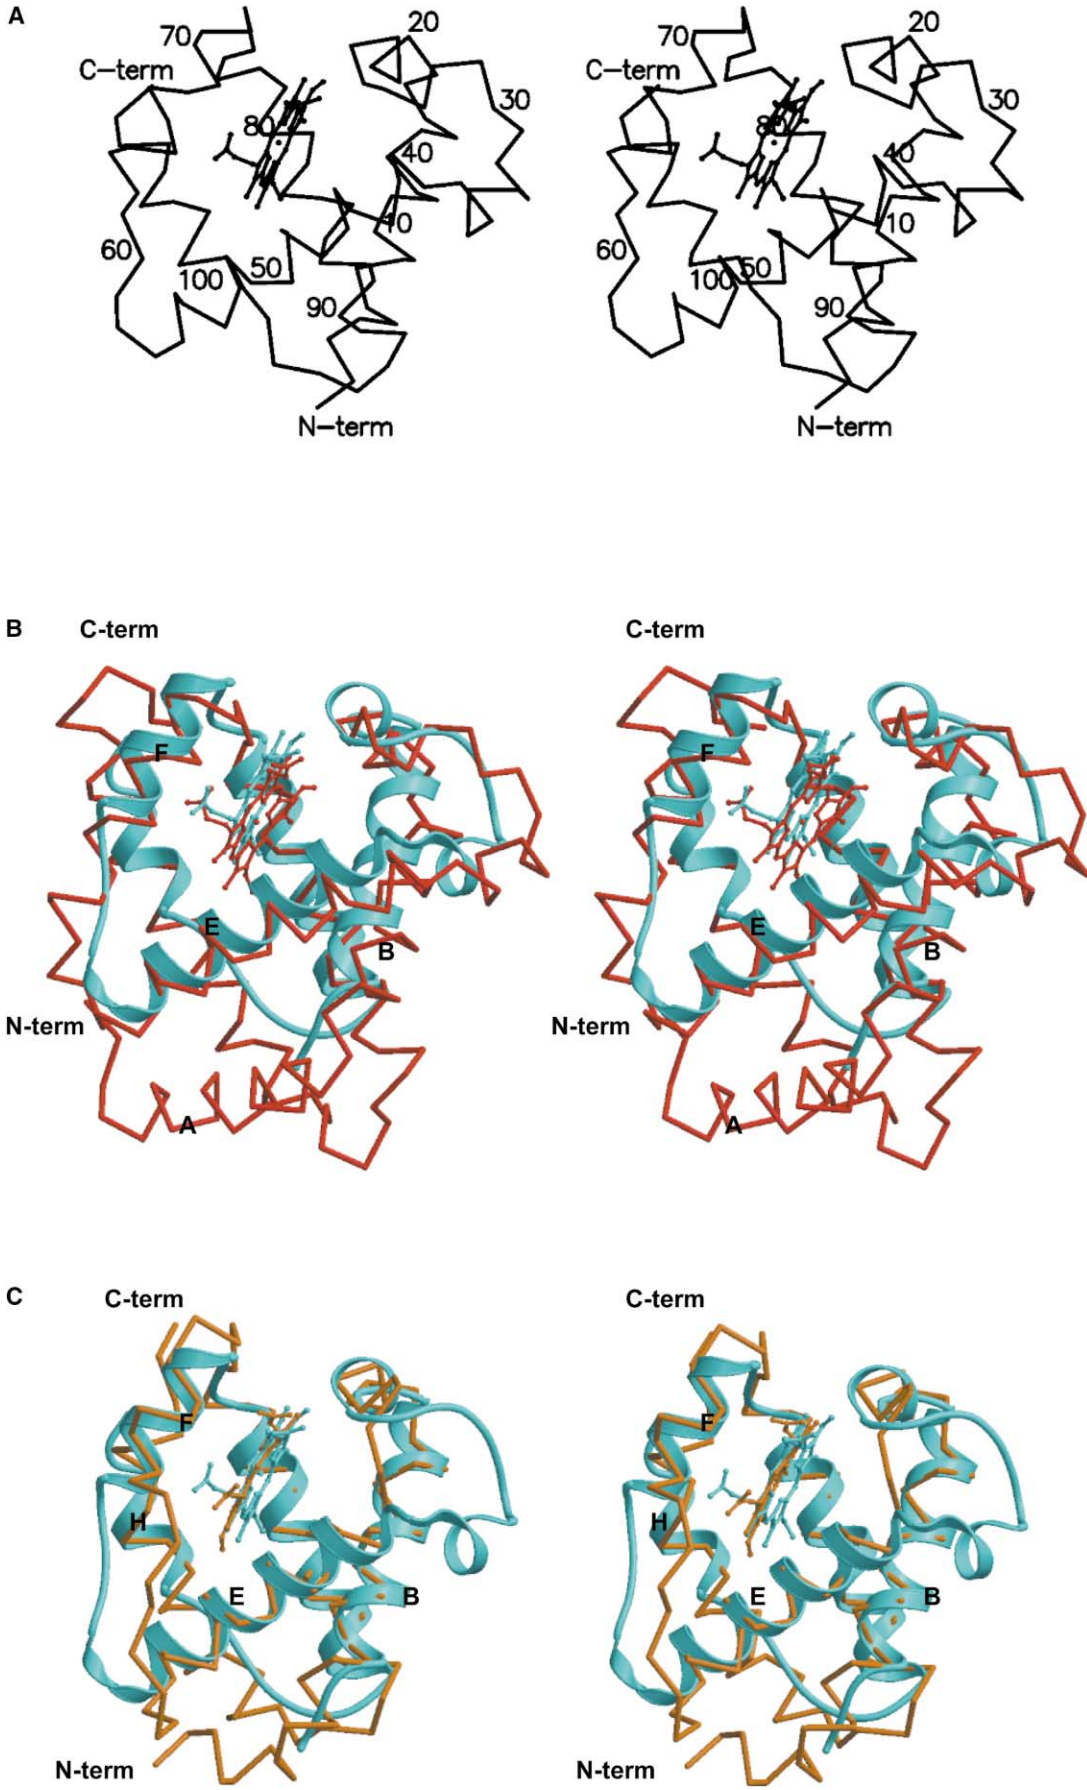 A
70 20 70 20
C-term C-term
30 30
80 80
40 40
10 10
60 60
100 50 100 50
90 90
N-term N-term
B C-term C-term
F F
E E
B B
N-term N-term
A A
C C-term C-term
F F
H H
E B E B
N-term N-term